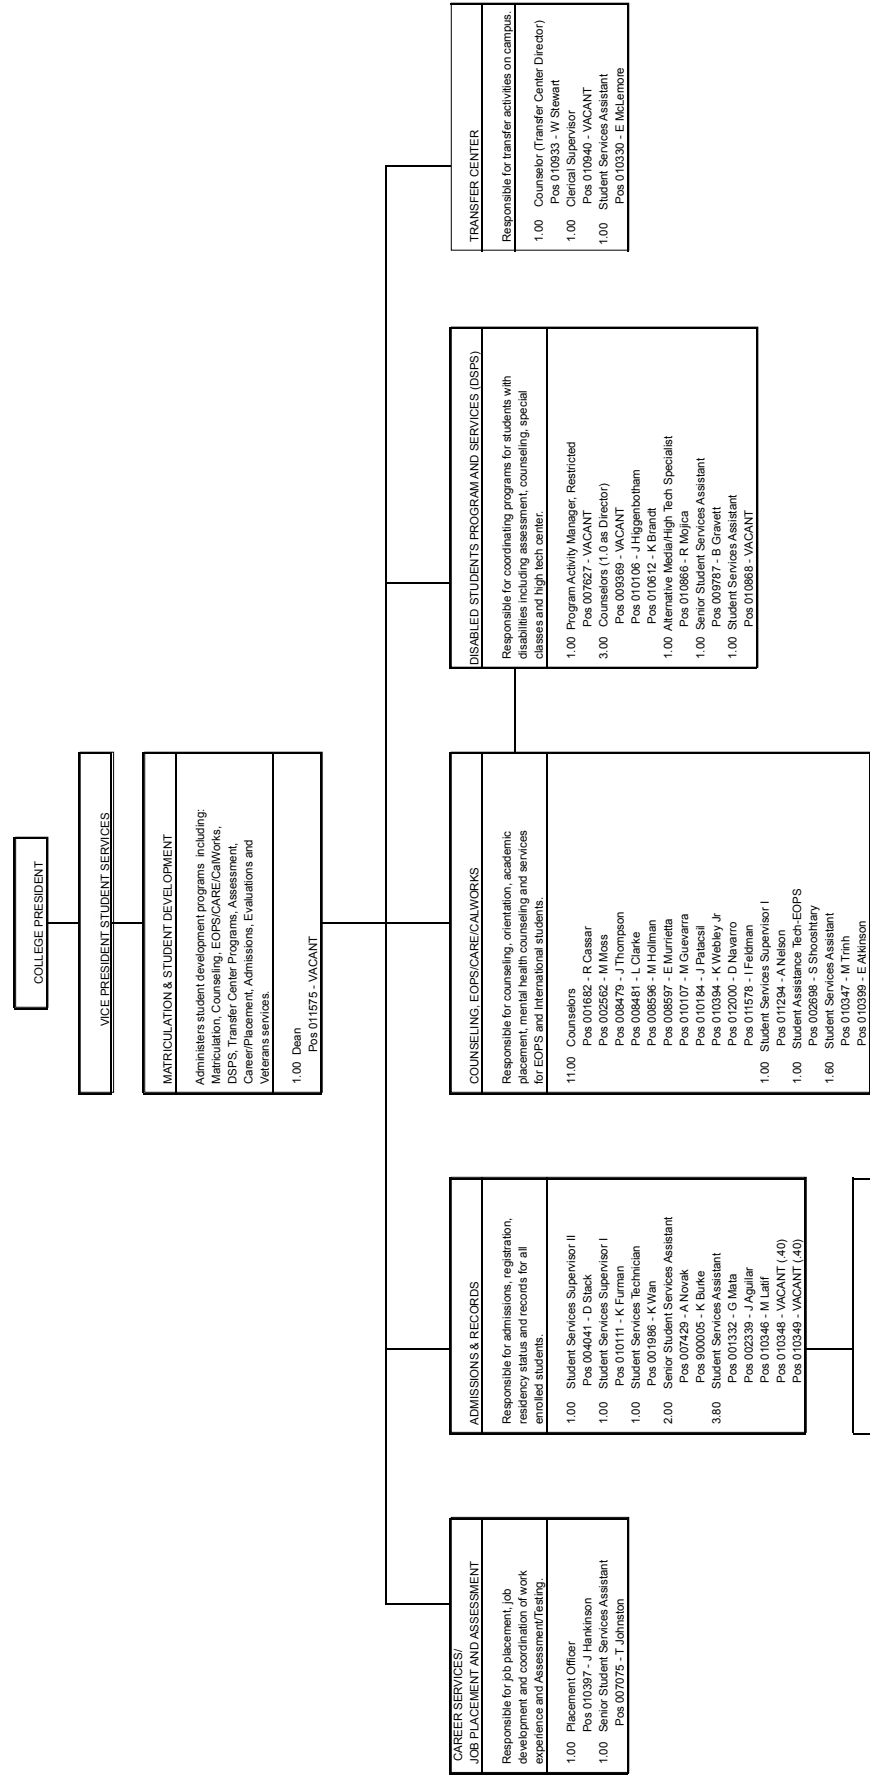 COLLEGE PRESIDENT
VICE PRESIDENT STUDENT SERVICES
MATRICULATION & STUDENT DEVELOPMENT
Administers student development programs including:
Matriculation, Counseling, EOPS/CARE/CalWorks,
DSPS, Transfer Center Programs, Assessment,
Career/Placement, Admissions, Evaluations and
Veterans services.
1.00 Dean
Pos 011575 - VACANT
CAREER SERVICES/
JOB PLACEMENT AND ASSESSMENT
Responsible for job placement, job
development and coordination of work
experience and Assessment/Testing.
1.00 Placement Officer
Pos 010397 - J Hankinson
1.00 Senior Student Services Assistant
Pos 007075 - T Johnston
ADMISSIONS & RECORDS
Responsible for admissions, registration,
residency status and records for all
enrolled students.
1.00 Student Services Supervisor II
Pos 004041 - D Stack
1.00 Student Services Supervisor I
Pos 010111 - K Furman
1.00 Student Services Technician
Pos 001986 - K Wan
2.00 Senior Student Services Assistant
Pos 007429 - A Novak
Pos 900005 - K Burke
3.80 Student Services Assistant
Pos 001332 - G Mata
Pos 002339 - J Aguilar
Pos 010346 - M Latif
Pos 010348 - VACANT (.40)
Pos 010349 - VACANT (.40)
COUNSELING, EOPS/CARE/CALWORKS
Responsible for counseling, orientation, academic
placement, mental health counseling and services
for EOPS and International students.
11.00 Counselors
Pos 001682 - R Cassar
Pos 002562 - M Moss
Pos 008479 - J Thompson
Pos 008481 - L Clarke
Pos 008596 - M Hollman
Pos 008597 - E Murrietta
Pos 010107 - M Guevarra
Pos 010184 - J Patacsil
Pos 010394 - K Webley Jr
Pos 012000 - D Navarro
Pos 011578 - I Feldman
1.00 Student Services Supervisor I
Pos 011294 - A Nelson
1.00 Student Assistance Tech-EOPS
Pos 002698 - S Shooshtary
1.60 Student Services Assistant
Pos 010347 - M Trinh
Pos 010399 - E Atkinson
DISABLED STUDENTS PROGRAM AND SERVICES (DSPS)
Responsible for coordinating programs for students with
disabilities including assessment, counseling, special
classes and high tech center.
1.00 Program Activity Manager, Restricted
Pos 007627 - VACANT
3.00 Counselors (1.0 as Director)
Pos 009369 - VACANT
Pos 010106 - J Higgenbotham
Pos 010612 - K Brandt
1.00 Alternative Media/High Tech Specialist
Pos 010866 - R Mojica
1.00 Senior Student Services Assistant
Pos 009787 - B Gravett
1.00 Student Services Assistant
Pos 010868 - VACANT
TRANSFER CENTER
Responsible for transfer activities on campus.
1.00 Counselor (Transfer Center Director)
Pos 010933 - W Stewart
1.00 Clerical Supervisor
Pos 010940 - VACANT
1.00 Student Services Assistant
Pos 010330 - E McLemore